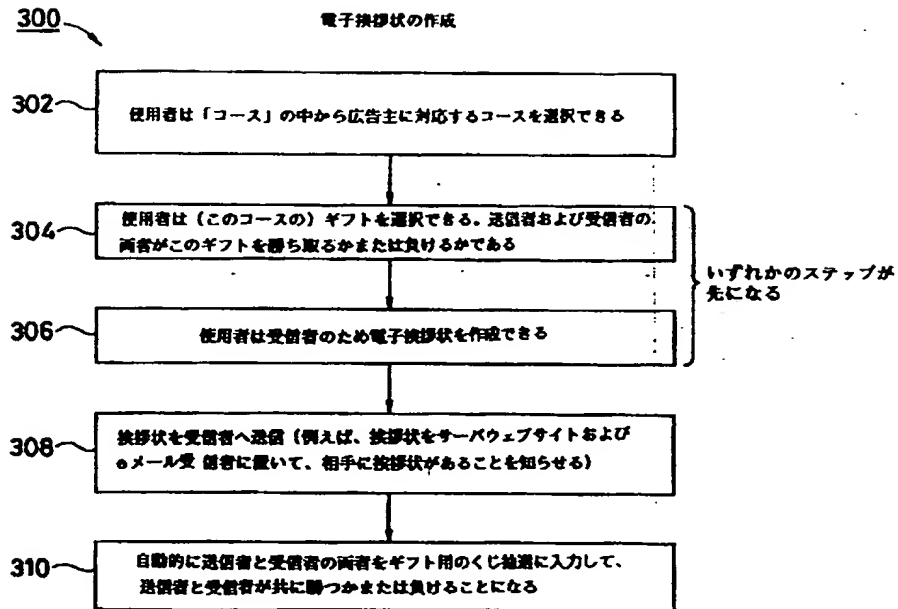 300
電子挨拶状の作成
302
使用者は「コース」の中から広告主に対応するコースを選択できる
304
使用者は（このコースの）ギフトを選択できる。送信者および受信者の
両者がこのギフトを勝ち取るかまたは負けるかである
いずれかのステップが
先になる
306
使用者は受信者のため電子挨拶状を作成できる
308
挨拶状を受信者へ送信（例えば、挨拶状をサーバウェブサイトおよび
eメール受 信者に置いて、相手に挨拶状があることを知らせる）
310
自動的に送信者と受信者の両者をギフト用のくじ抽選に入力して、
送信者と受信者が共に勝つかまたは負けることになる